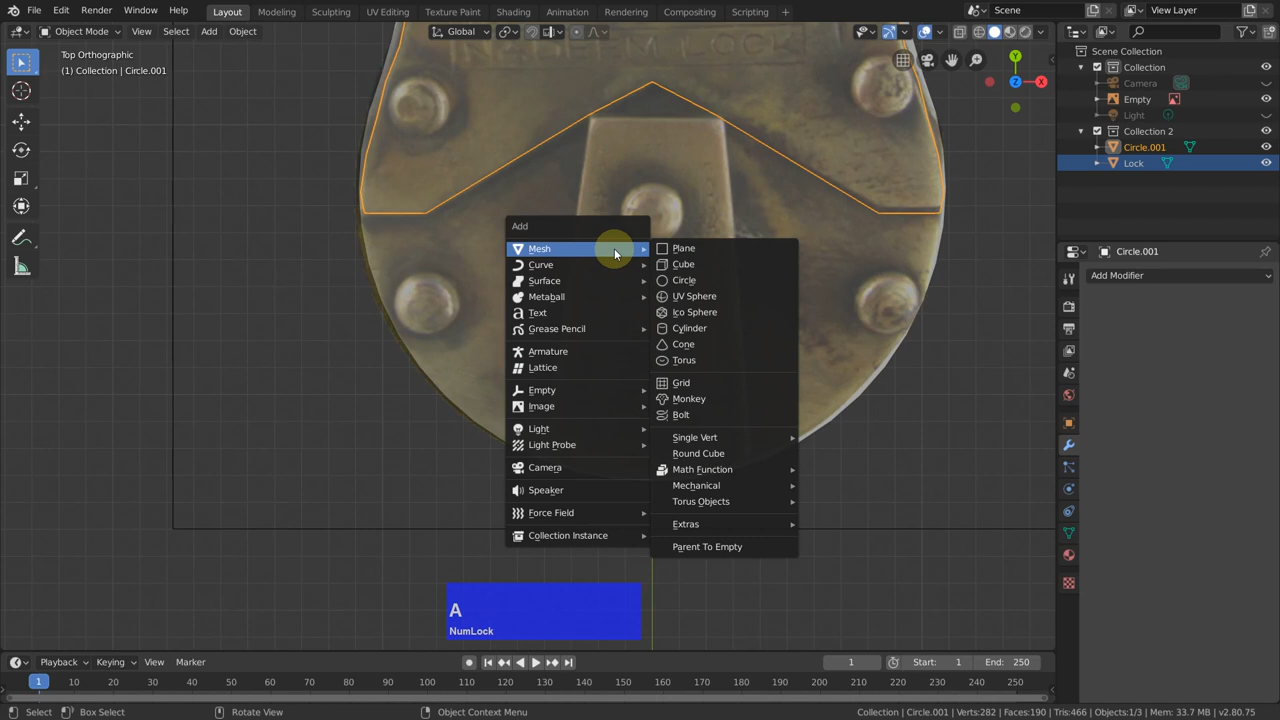 File Edit Render Window Help
Layout Modeling Sculpting UV Editing Texture Paint Shading Animation Rendering Compositing Scripting +
Scene
View Layer
Object Mode View Select Add Object
Global
Top Orthographic
(1) Collection | Circle.001
Y
X
Z
Scene Collection
Collection
Camera
Empty
Light
Collection 2
Circle.001
Lock
Circle.001
Add Modifier
Add
Mesh
Curve
Surface
Metaball
Text
Grease Pencil
Armature
Lattice
Empty
Image
Light
Light Probe
Camera
Speaker
Force Field
Collection Instance
Plane
Cube
Circle
UV Sphere
Ico Sphere
Cylinder
Cone
Torus
Grid
Monkey
Bolt
Single Vert
Round Cube
Math Function
Mechanical
Torus Objects
Extras
Parent To Empty
A
NumLock
Playback Keying View Marker
1 Start: 1 End: 250
1 10 20 30 40 50 60 70 80 90 100 110 120 130 140 150 160 170 180 190 200 210 220 230 240 250
Select Box Select Rotate View Object Context Menu
Collection | Circle.001 | Verts:282 | Faces:190 | Tris:466 | Objects:1/3 | Mem: 33.7 MB | v2.80.75